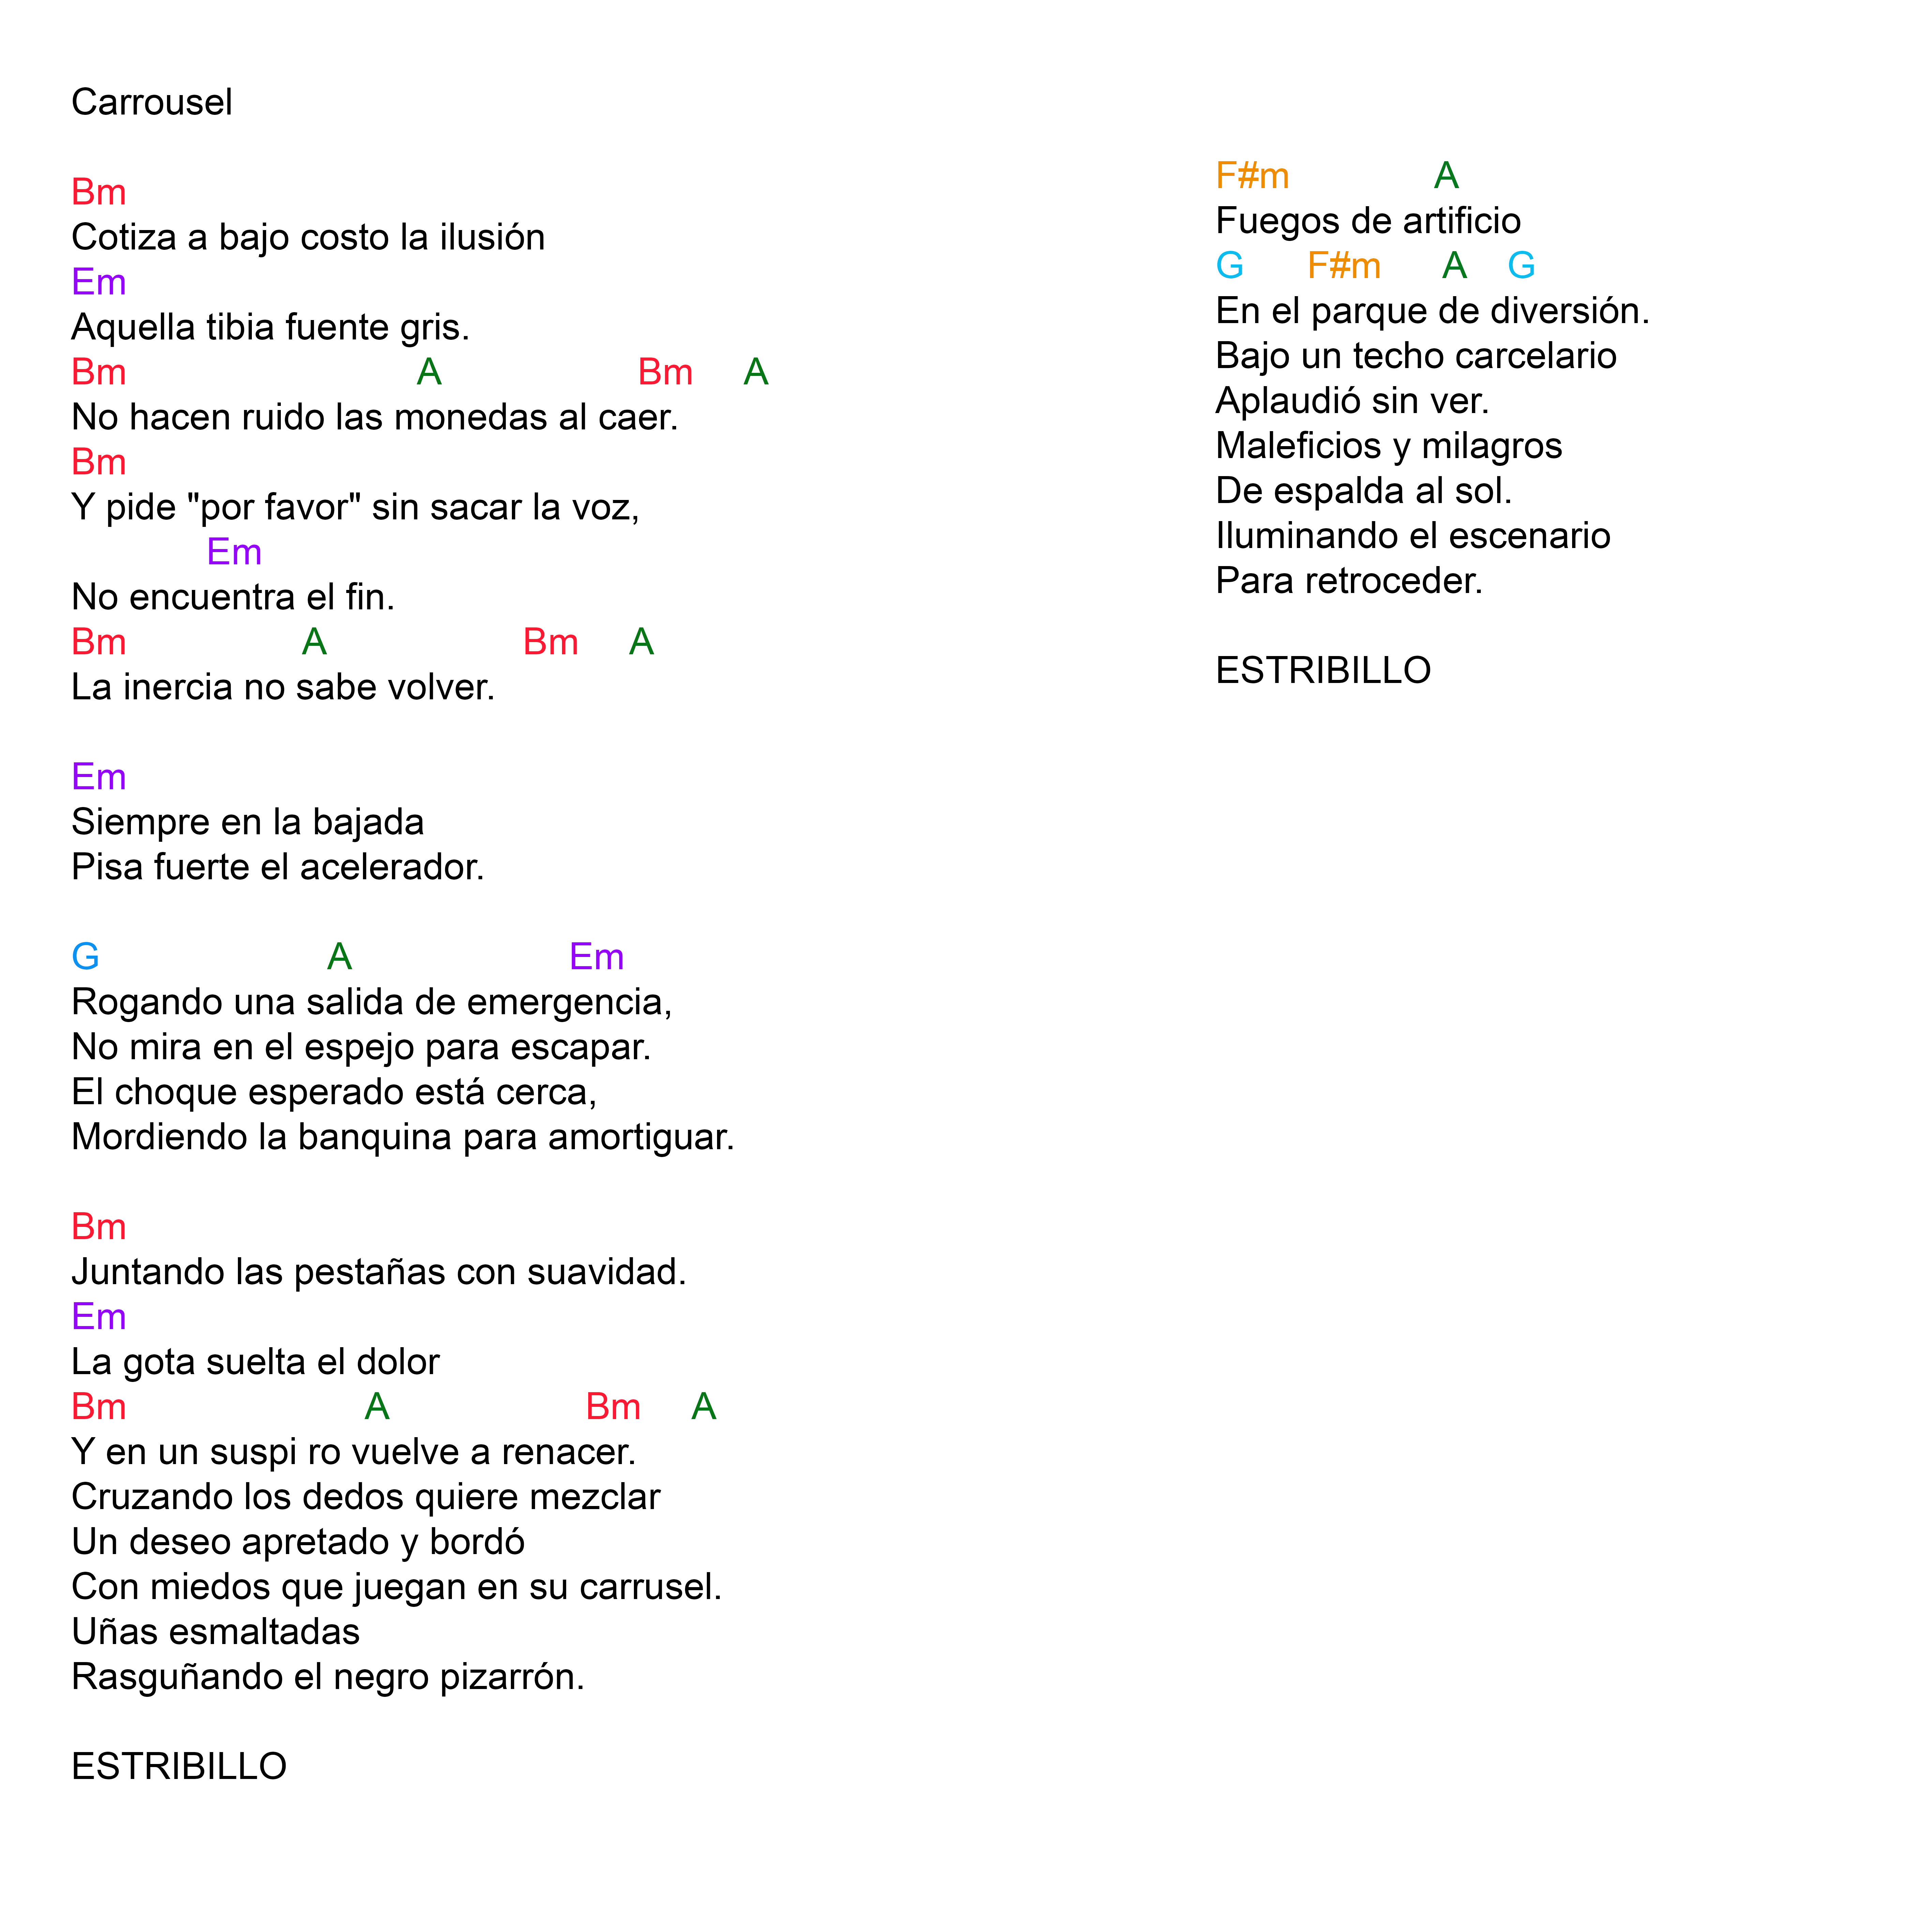 Carrousel
Bm
Cotiza a bajo costo la ilusión
Em
Aquella tibia fuente gris.
Bm A Bm A
No hacen ruido las monedas al caer.
Bm
Y pide "por favor" sin sacar la voz,
Em
No encuentra el fin.
Bm A Bm A
La inercia no sabe volver.
Em
Siempre en la bajada
Pisa fuerte el acelerador.
G A Em
Rogando una salida de emergencia,
No mira en el espejo para escapar.
El choque esperado está cerca,
Mordiendo la banquina para amortiguar.
Bm
Juntando las pestañas con suavidad.
Em
La gota suelta el dolor
Bm A Bm A
Y en un suspi ro vuelve a renacer.
Cruzando los dedos quiere mezclar
Un deseo apretado y bordó
Con miedos que juegan en su carrusel.
Uñas esmaltadas
Rasguñando el negro pizarrón.
ESTRIBILLO
F#m A
Fuegos de artificio
G F#m A G
En el parque de diversión.
Bajo un techo carcelario
Aplaudió sin ver.
Maleficios y milagros
De espalda al sol.
Iluminando el escenario
Para retroceder.
ESTRIBILLO